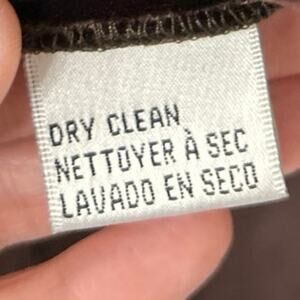 DRY CLEAN
NETTOYER À SEC
LAVADO EN SECO